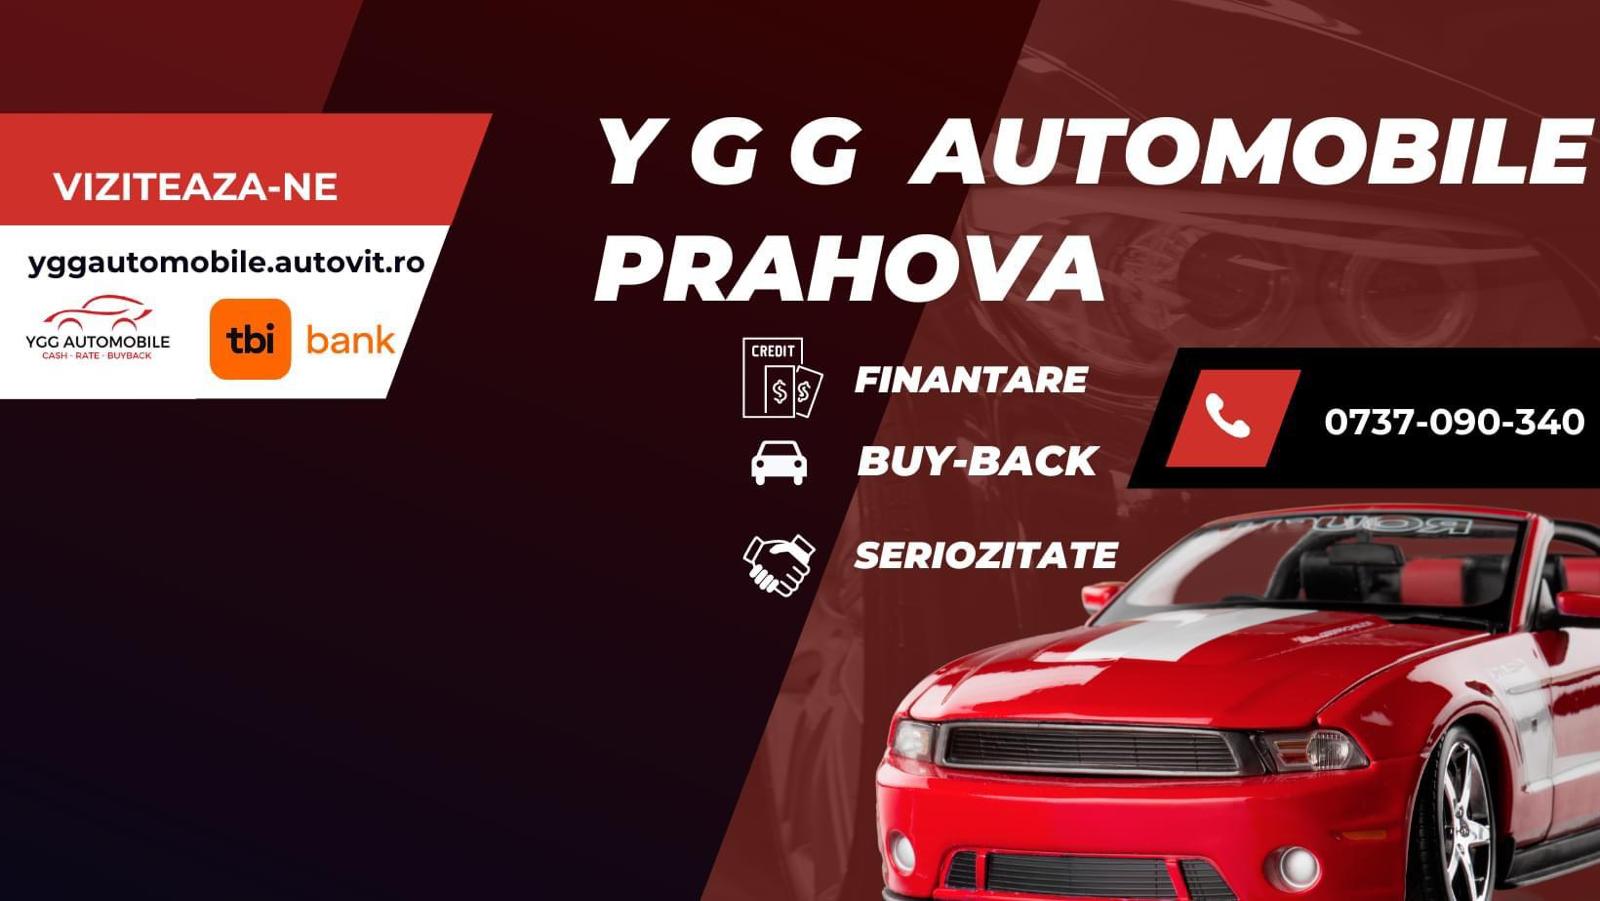 VIZITEAZA-NE
yggautomobile.autovit.ro
YGG AUTOMOBILE
CASH - RATE - BUYBACK
tbi bank
Y G G AUTOMOBILE
PRAHOVA
CREDIT
$ $
FINANTARE
BUY-BACK
SERIOZITATE
0737-090-340